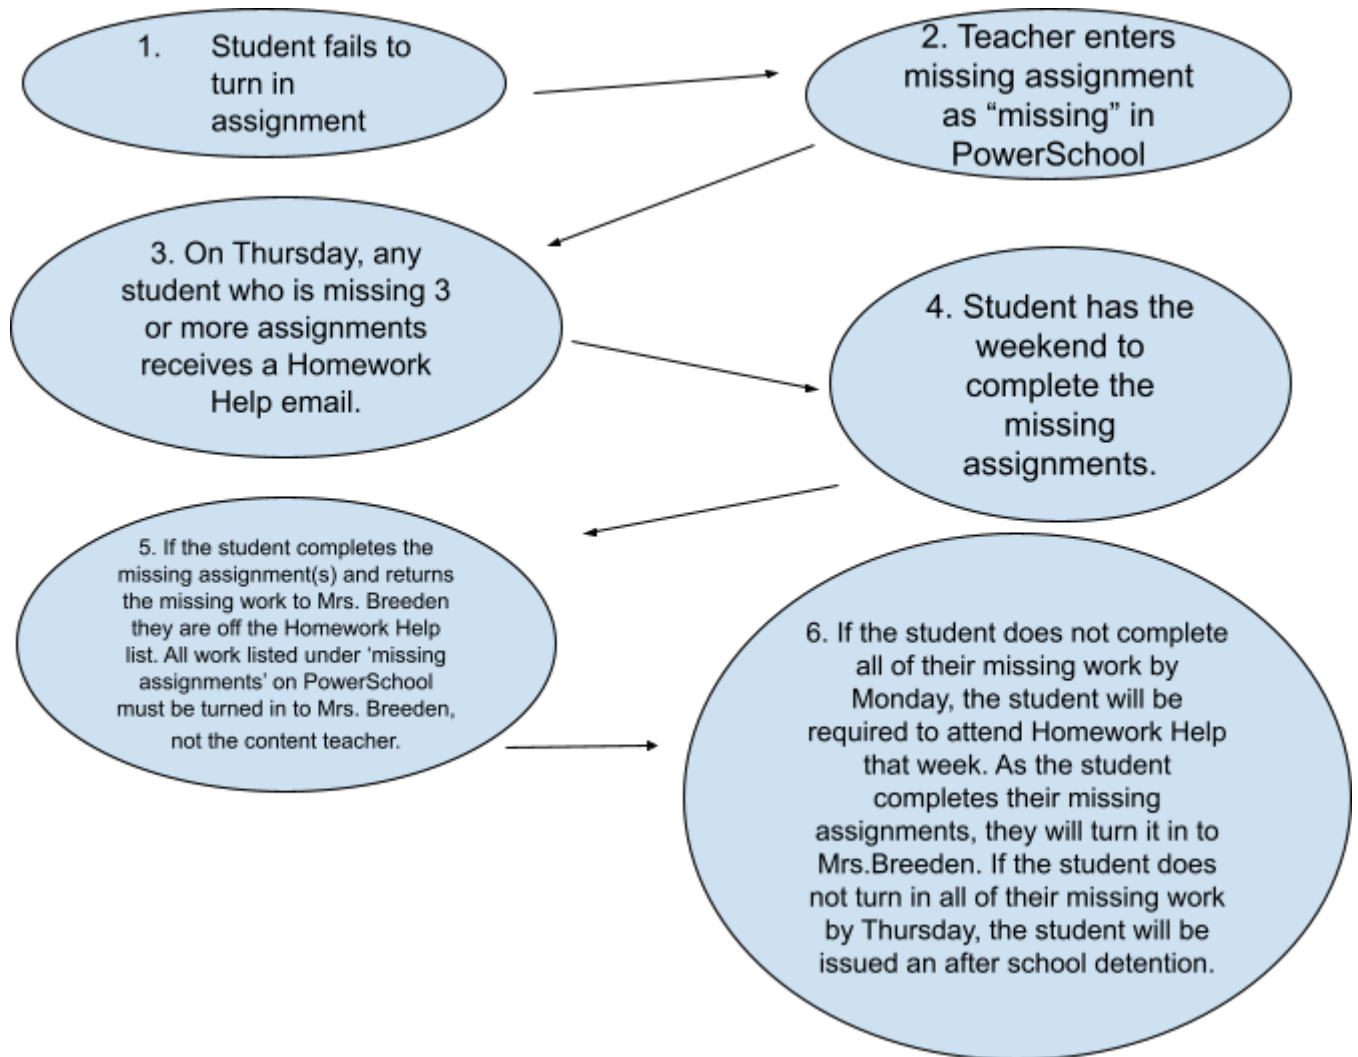 1. Student fails to
turn in
assignment
2. Teacher enters
missing assignment
as “missing” in
PowerSchool
3. On Thursday, any
student who is missing 3
or more assignments
receives a Homework
Help email.
4. Student has the
weekend to
complete the
missing
assignments.
5. If the student completes the
missing assignment(s) and returns
the missing work to Mrs. Breeden
they are off the Homework Help
list. All work listed under ‘missing
assignments’ on PowerSchool
must be turned in to Mrs. Breeden,
not the content teacher.
6. If the student does not complete
all of their missing work by
Monday, the student will be
required to attend Homework Help
that week. As the student
completes their missing
assignments, they will turn it in to
Mrs.Breeden. If the student does
not turn in all of their missing work
by Thursday, the student will be
issued an after school detention.